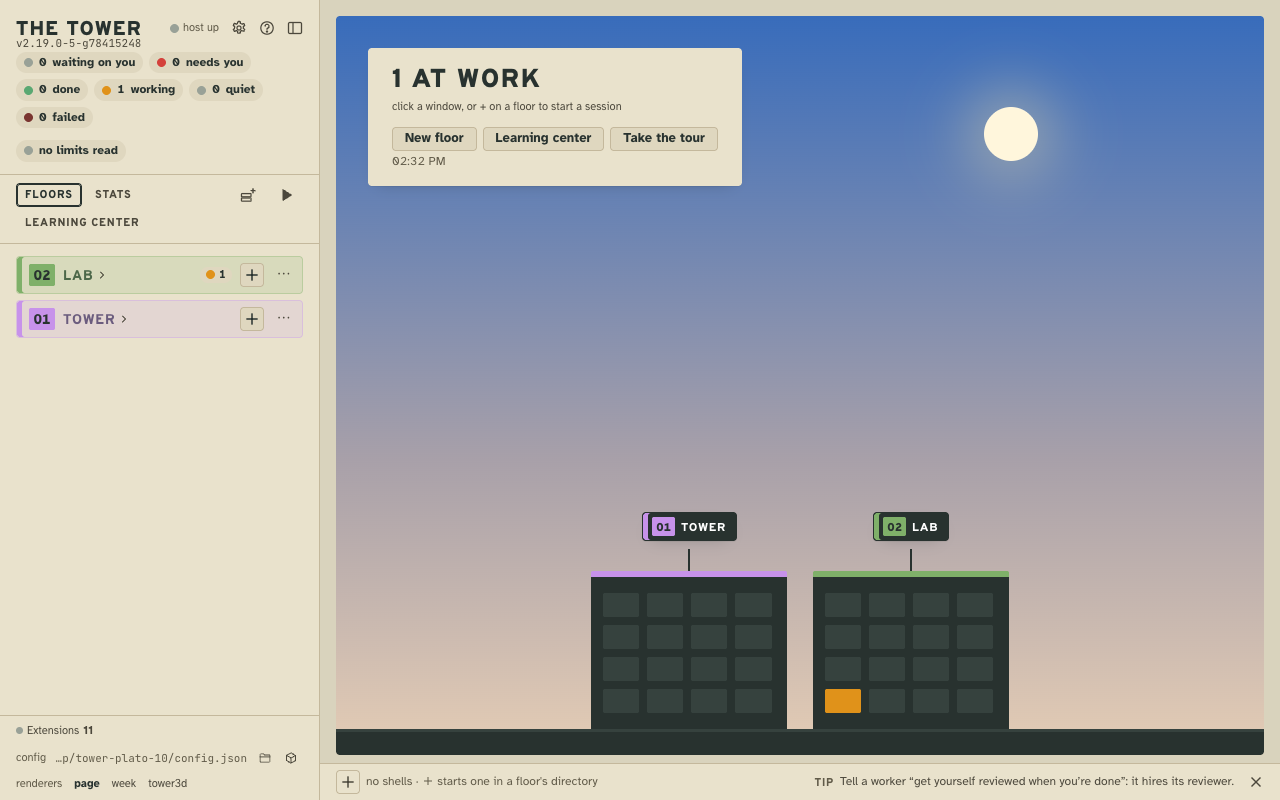 THE TOWER
host up
v2.19.0-5-g78415248
0 waiting on you
0 needs you
0 done
1 working
0 quiet
0 failed
no limits read
FLOORS
STATS
LEARNING CENTER
02 LAB
1
01 TOWER
Extensions 11
config …p/tower-plato-10/config.json
renderers page week tower3d
1 AT WORK
click a window, or + on a floor to start a session
New floor
Learning center
Take the tour
02:32 PM
01 TOWER
02 LAB
no shells · + starts one in a floor's directory
TIP Tell a worker “get yourself reviewed when you're done”: it hires its reviewer.